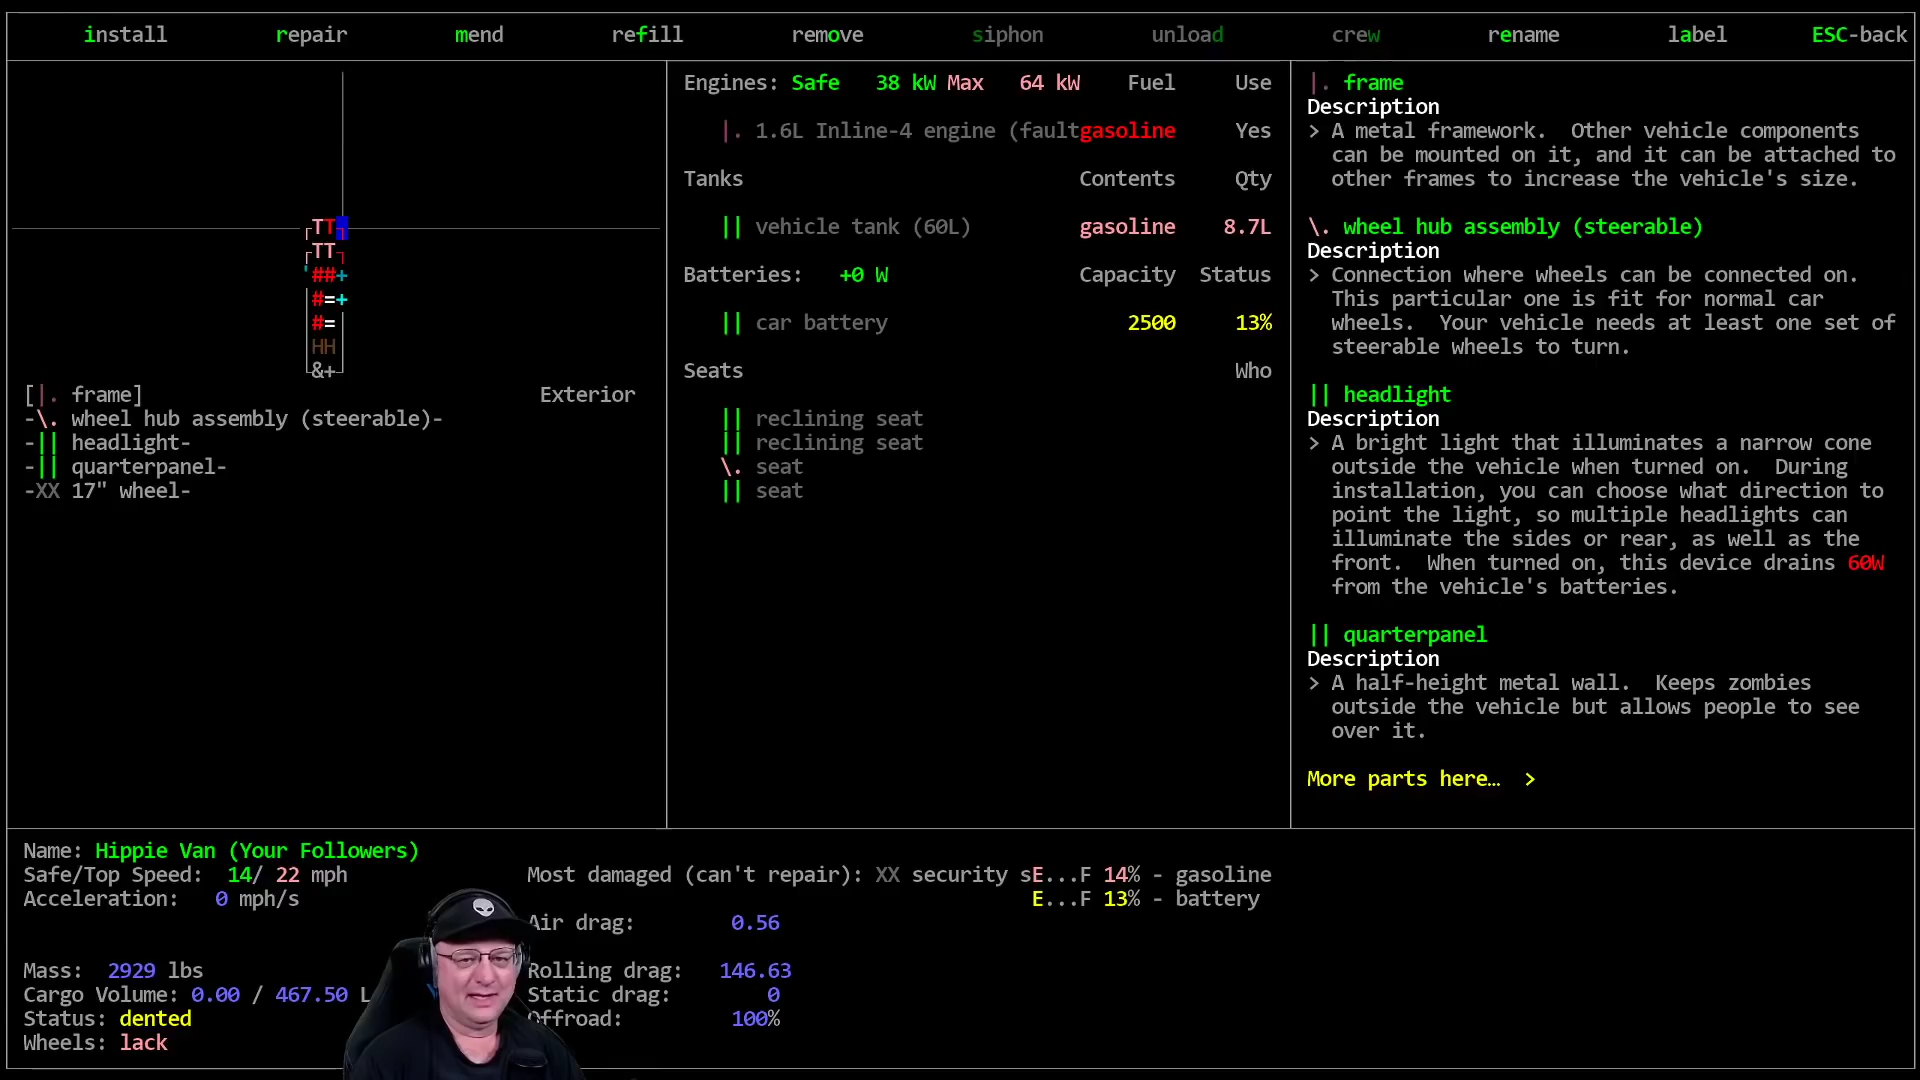 install repair mend refill remove siphon unload crew rename label ESC-back
Engines: Safe 38 kW Max 64 kW Fuel Use
|. 1.6L Inline-4 engine (faultgasoline Yes
Tanks Contents Qty
|| vehicle tank (60L) gasoline 8.7L
Batteries: +0 W Capacity Status
|| car battery 2500 13%
Seats Who
|| reclining seat
|| reclining seat
\. seat
|| seat
┌TT┐
┌TT┐
'##+
│#=+
│#=│
│HH│
└&+┘
[|. frame] Exterior
-\. wheel hub assembly (steerable)-
-|| headlight-
-|| quarterpanel-
-XX 17" wheel-
|. frame
Description
> A metal framework. Other vehicle components
can be mounted on it, and it can be attached to
other frames to increase the vehicle's size.
\. wheel hub assembly (steerable)
Description
> Connection where wheels can be connected on.
This particular one is fit for normal car
wheels. Your vehicle needs at least one set of
steerable wheels to turn.
|| headlight
Description
> A bright light that illuminates a narrow cone
outside the vehicle when turned on. During
installation, you can choose what direction to
point the light, so multiple headlights can
illuminate the sides or rear, as well as the
front. When turned on, this device drains 60W
from the vehicle's batteries.
|| quarterpanel
Description
> A half-height metal wall. Keeps zombies
outside the vehicle but allows people to see
over it.
More parts here… >
Name: Hippie Van (Your Followers)
Safe/Top Speed: 14/ 22 mph
Acceleration: 0 mph/s
Mass: 2929 lbs
Cargo Volume: 0.00 / 467.50 L
Status: dented
Wheels: lack
Most damaged (can't repair): XX security sE...F 14% - gasoline
E...F 13% - battery
Air drag: 0.56
Rolling drag: 146.63
Static drag: 0
Offroad: 100%